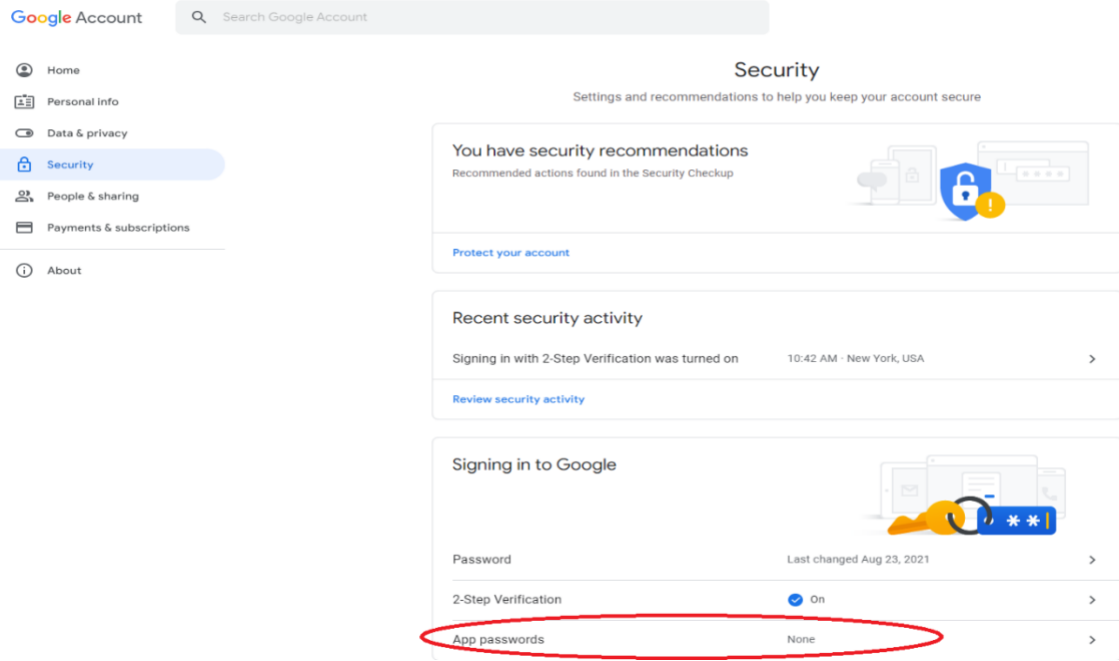 Google Account
Search Google Account
Home
Personal info
Data & privacy
Security
People & sharing
Payments & subscriptions
About
Security
Settings and recommendations to help you keep your account secure
You have security recommendations
Recommended actions found in the Security Checkup
Protect your account
Recent security activity
Signing in with 2-Step Verification was turned on 10:42 AM · New York, USA
Review security activity
Signing in to Google
Password Last changed Aug 23, 2021
2-Step Verification On
App passwords None